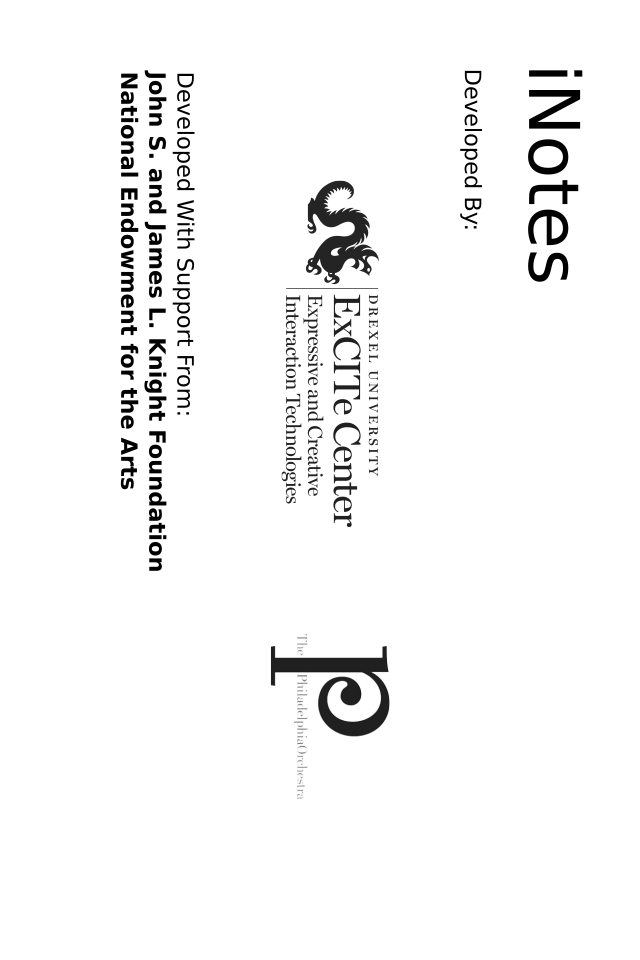 iNotes
Developed By:
DREXEL UNIVERSITY
ExCITe Center
Expressive and Creative
Interaction Technologies
p
The PhiladelphiaOrchestra
Developed With Support From:
John S. and James L. Knight Foundation
National Endowment for the Arts